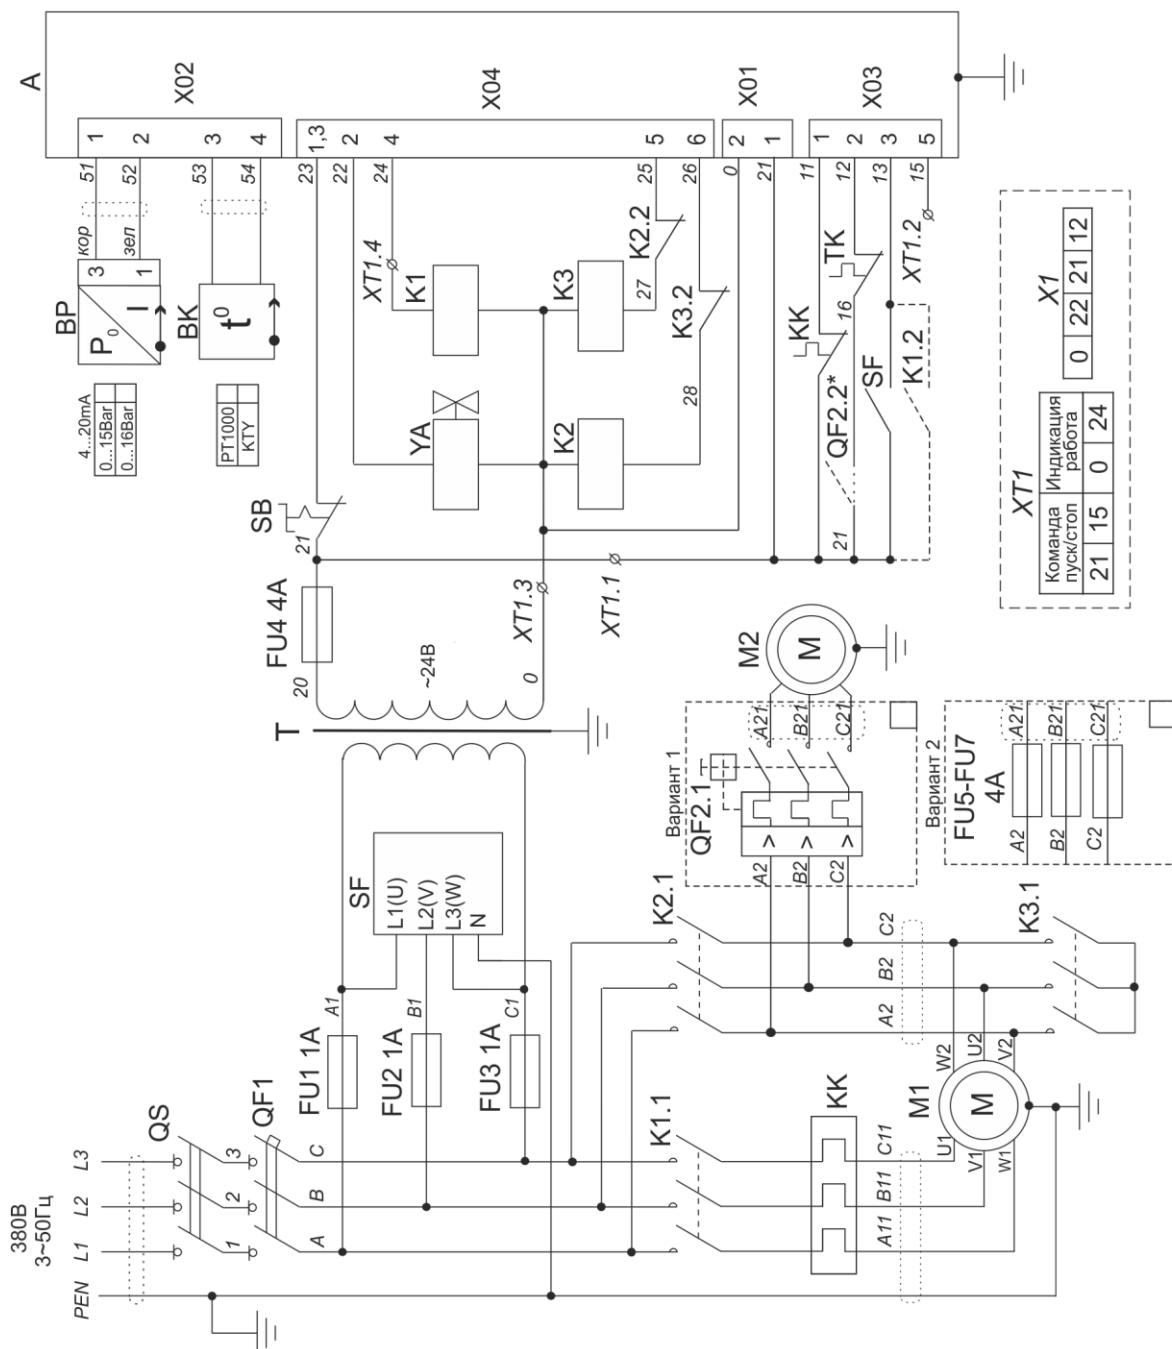 A
X02
X04
X01
X03
1
2
3
4
1,3
2
4
5
6
2
1
1
2
3
5
51
52
53
54
23
22
24
25
26
0
21
11
12
13
15
кор
зел
3
1
BP
P0
I
BK
t0
4...20mA
0...15Bar
0...16Bar
PT1000
KTY
XT1.4
K1
K3
K2.2
27
K3.2
28
YA
K2
SB
21
FU4 4A
20
T
~24В
0
XT1.3
XT1.1
TK
16
KK
QF2.2*
21
SF
K1.2
XT1.2
XT1
Команда
пуск/стоп
Индикация
работа
21 15 0 24
X1
0 22 21 12
M2
M
Вариант 1
QF2.1
A21
B21
C21
A2
B2
C2
Вариант 2
FU5-FU7
4A
A21
B21
C21
A2
B2
C2
SF
L1(U)
L2(V)
L3(W)
N
A1
B1
C1
FU1 1A
FU2 1A
FU3 1A
K2.1
C2
B2
A2
K3.1
QS
QF1
3
2
1
C
B
A
K1.1
KK
C11
B11
A11
M1
M
W2
U2
V2
U1
V1
W1
380В
3~50Гц
L3
L2
L1
PEN